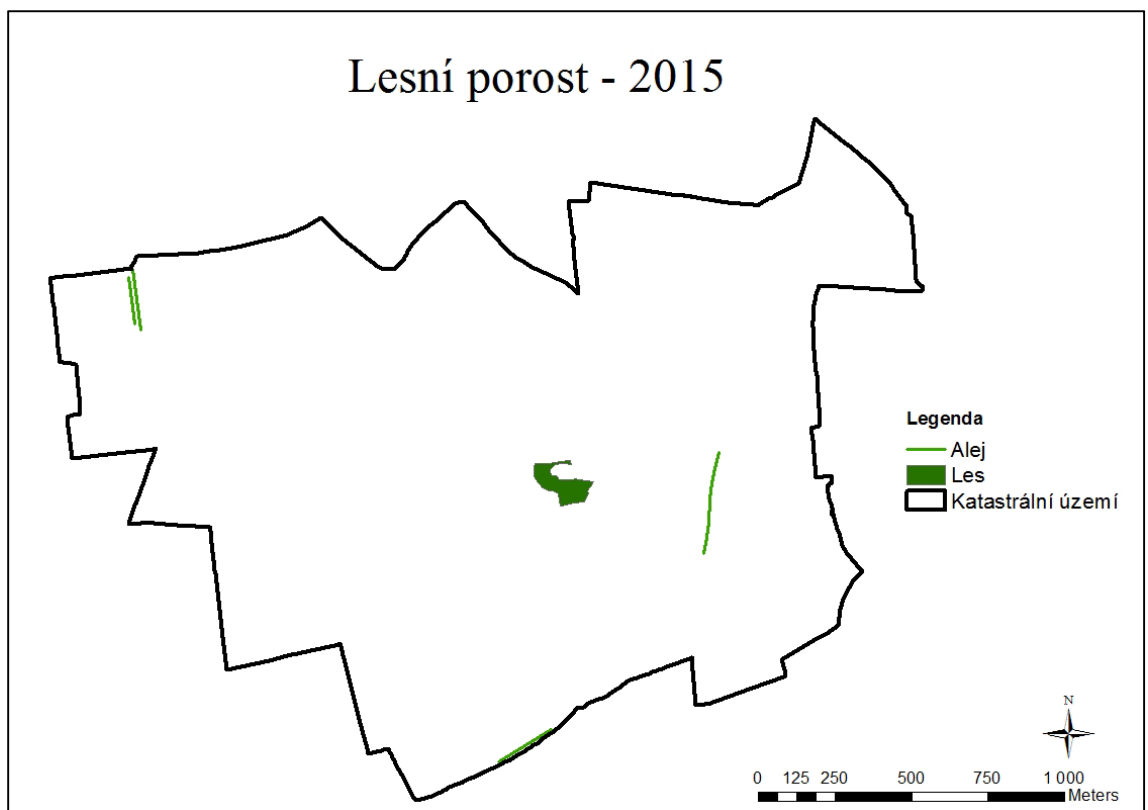 Lesní porost - 2015
Legenda
Alej
Les
Katastrální území
N
0 125 250 500 750 1 000
Meters